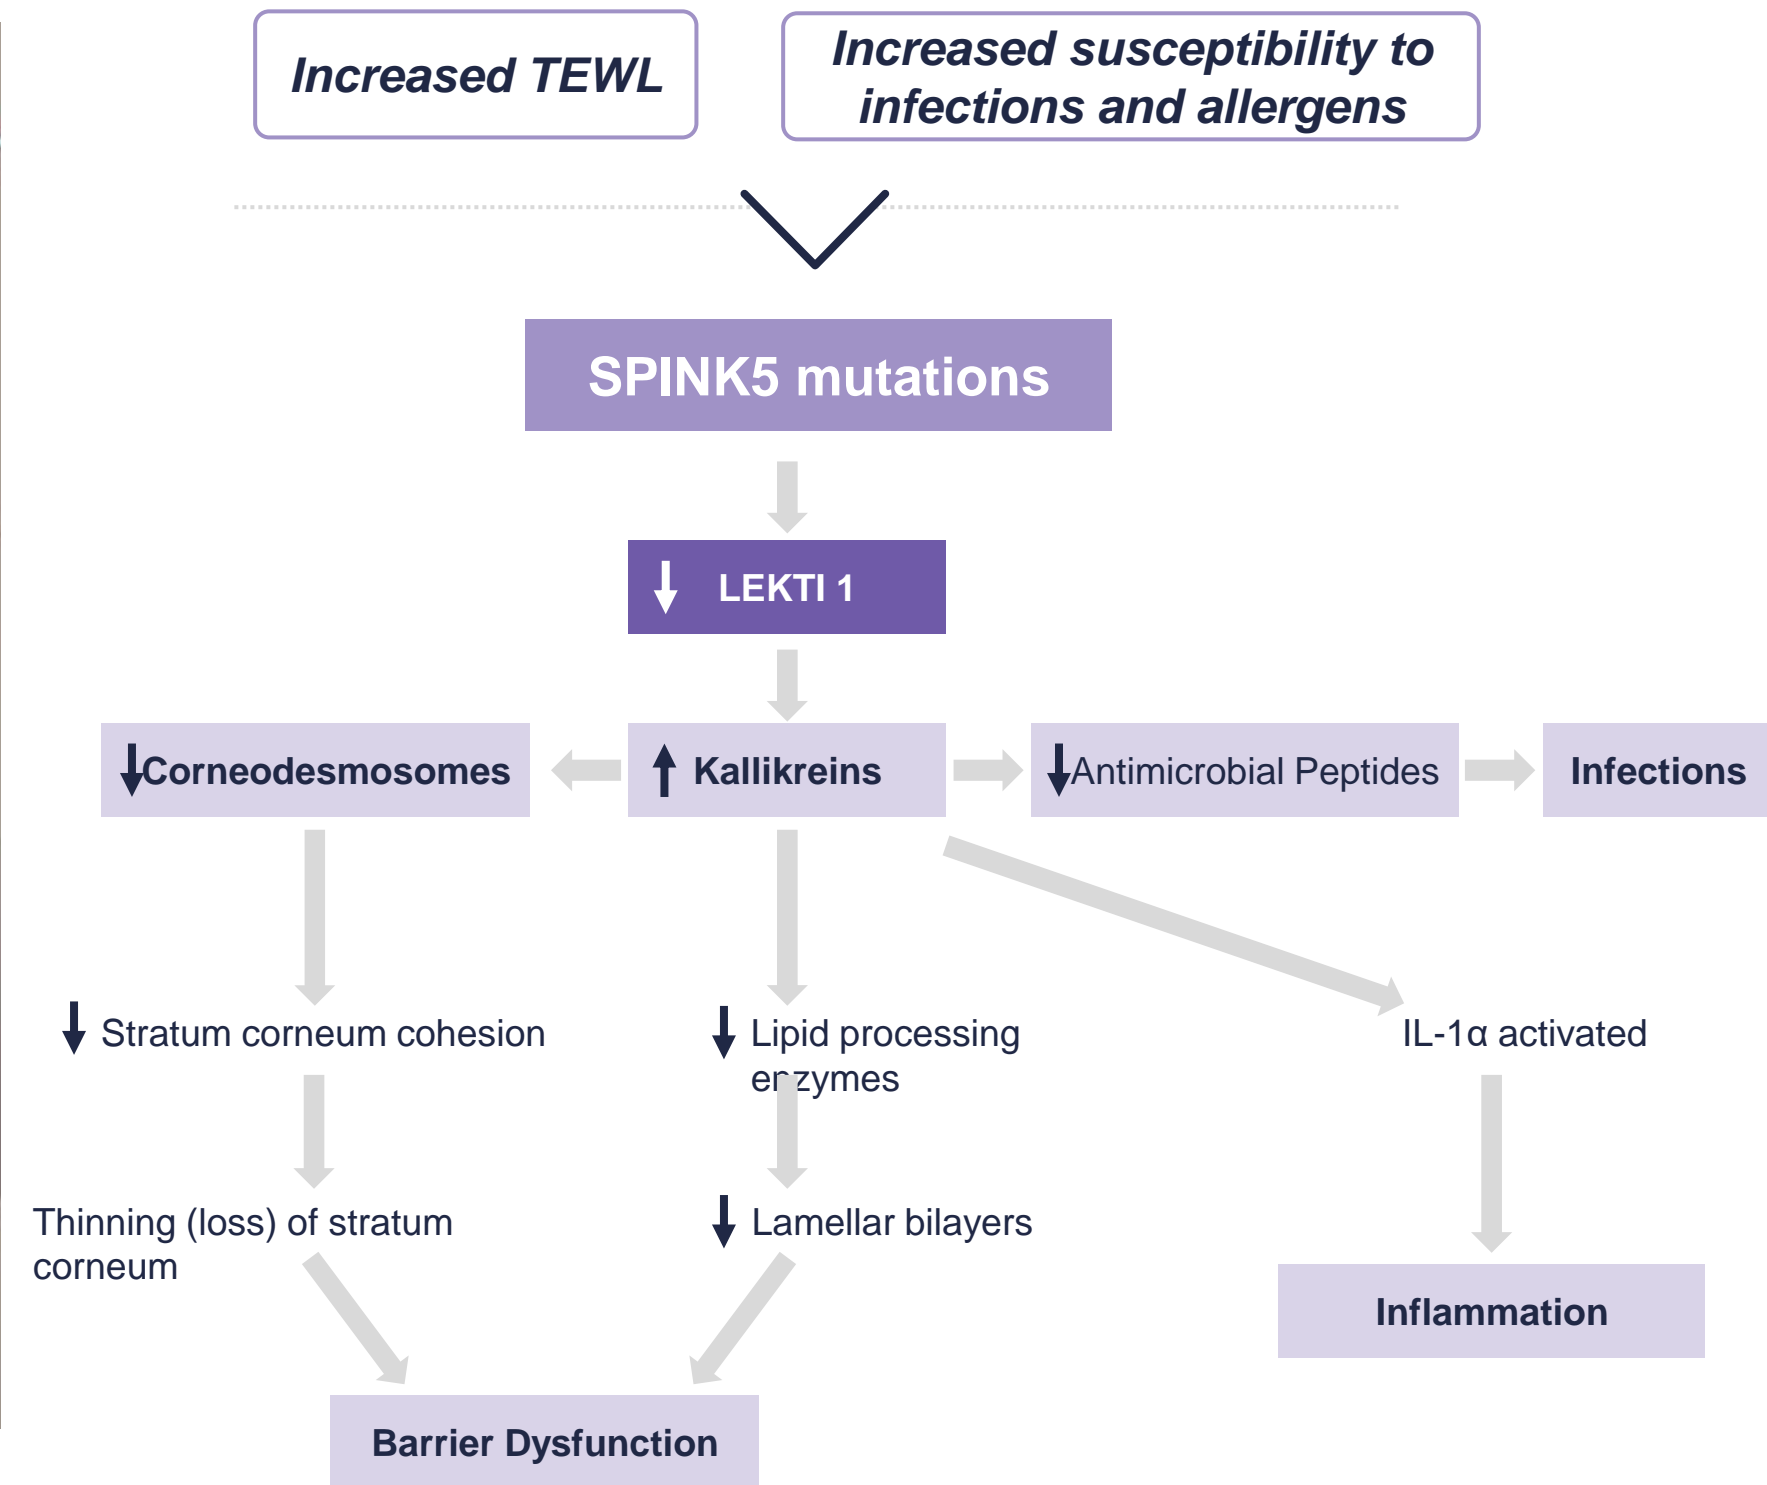 Increased TEWL
Increased susceptibility to
infections and allergens
SPINK5 mutations
LEKTI 1
Corneodesmosomes
Kallikreins
Antimicrobial Peptides
Infections
Stratum corneum cohesion
Lipid processing
enzymes
IL-1α activated
Thinning (loss) of stratum
corneum
Lamellar bilayers
Inflammation
Barrier Dysfunction